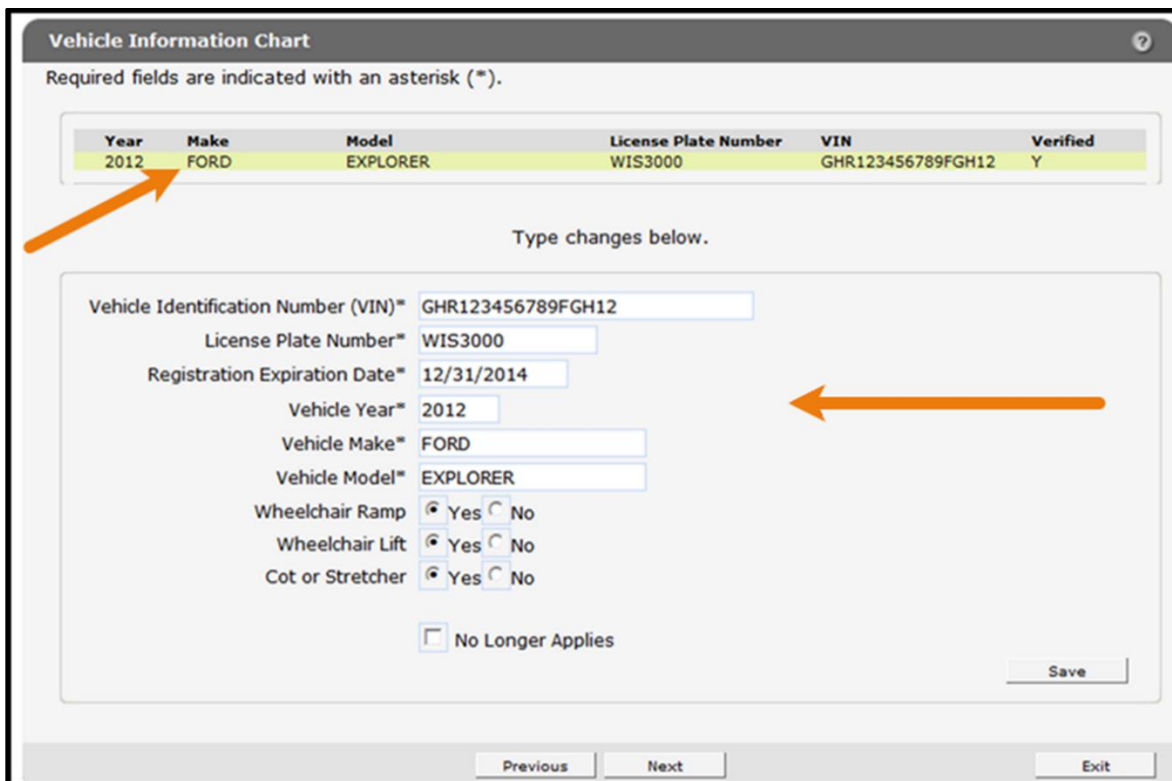 Vehicle Information Chart ?
Required fields are indicated with an asterisk (*).
Year Make Model License Plate Number VIN Verified
2012 FORD EXPLORER WIS3000 GHR123456789FGH12 Y
Type changes below.
Vehicle Identification Number (VIN)* GHR123456789FGH12
License Plate Number* WIS3000
Registration Expiration Date* 12/31/2014
Vehicle Year* 2012
Vehicle Make* FORD
Vehicle Model* EXPLORER
Wheelchair Ramp Yes No
Wheelchair Lift Yes No
Cot or Stretcher Yes No
No Longer Applies
Save
Previous Next Exit